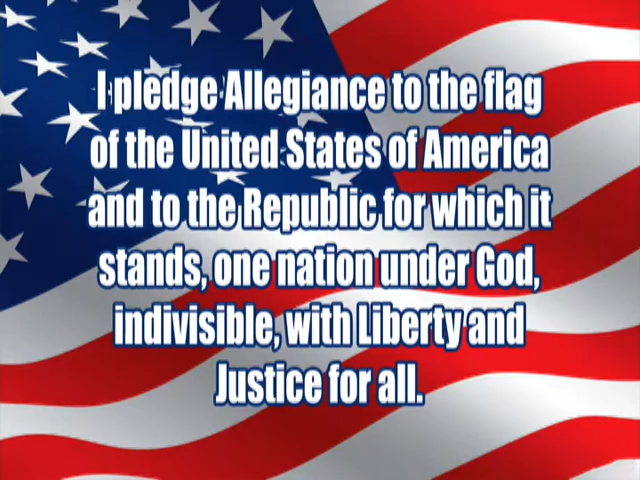 I pledge Allegiance to the flag
of the United States of America
and to the Republic for which it
stands, one nation under God,
indivisible, with Liberty and
Justice for all.